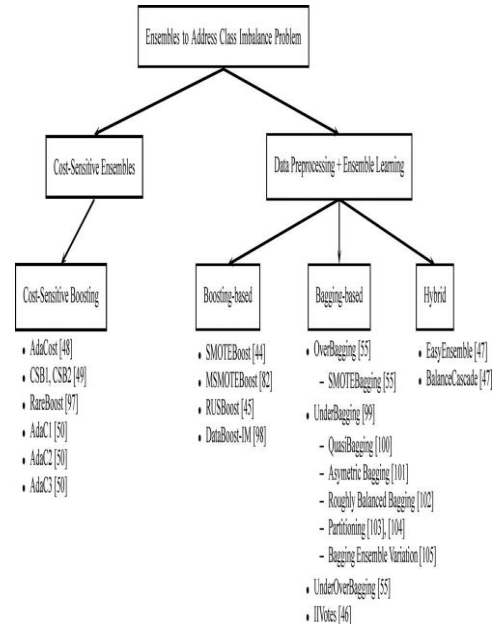 Ensembles to Address Class Imbalance Problem
Cost-Sensitive Ensembles
Data Preprocessing + Ensemble Learning
Cost-Sensitive Boosting
• AdaCost [48]
• CSB1, CSB2 [49]
• RareBoost [97]
• AdaC1 [50]
• AdaC2 [50]
• AdaC3 [50]
Boosting-based
• SMOTEBoost [44]
• MSMOTEBoost [82]
• RUSBoost [45]
• DataBoost-IM [98]
Bagging-based
• OverBagging [55]
– SMOTEBagging [55]
• UnderBagging [99]
– QuasiBagging [100]
– Asymetric Bagging [101]
– Roughly Balanced Bagging [102]
– Partitioning [103], [104]
– Bagging Ensemble Variation [105]
• UnderOverBagging [55]
• IIVotes [46]
Hybrid
• EasyEnsemble [47]
• BalanceCascade [47]